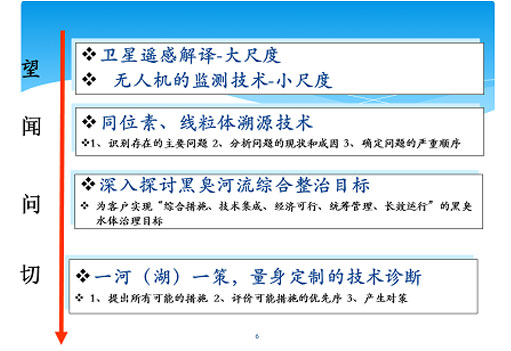 望
❖卫星遥感解译-大尺度
❖ 无人机的监测技术-小尺度
闻
❖同位素、线粒体溯源技术
❖1、识别存在的主要问题 2、分析问题的现状和成因 3、确定问题的严重顺序
问
❖深入探讨黑臭河流综合整治目标
❖ 为客户实现“综合措施、技术集成、经济可行、统筹管理、长效运行”的黑臭
水体治理目标
切
❖一河（湖）一策，量身定制的技术诊断
❖ 1、提出所有可能的措施 2、评价可能措施的优先序 3、产生对策
6